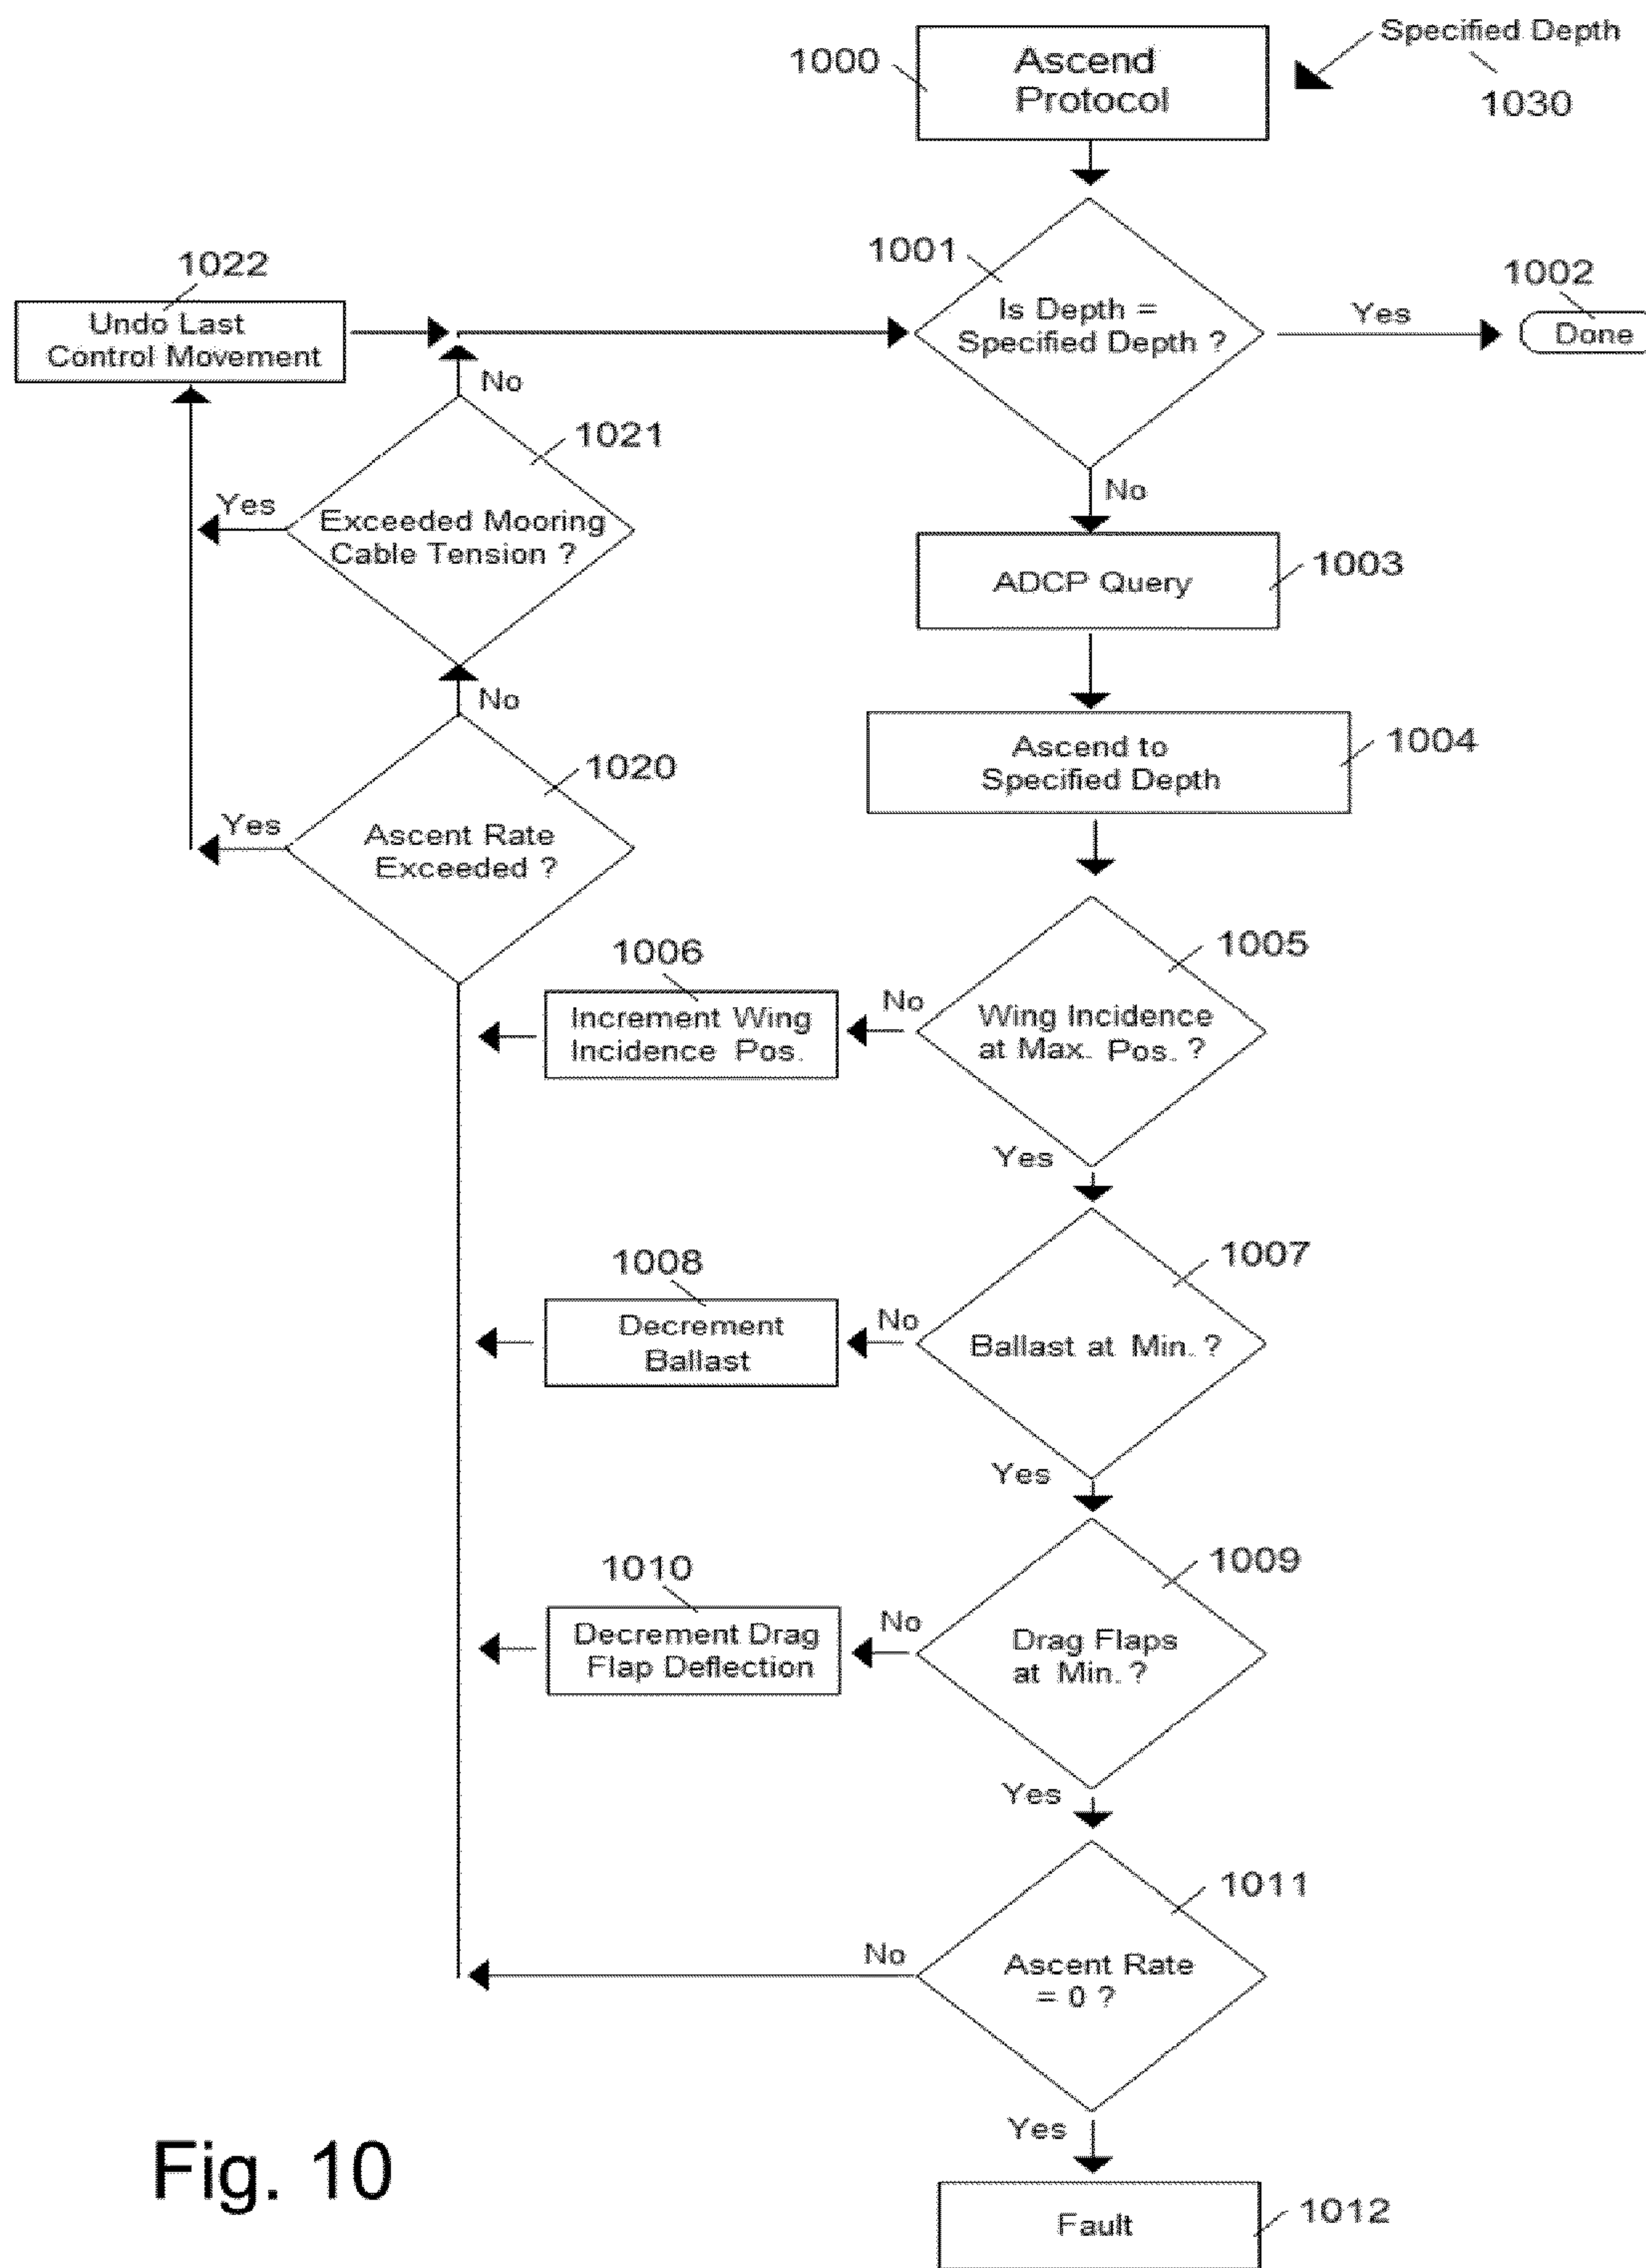 Specified Depth
1030
1000
Ascend
Protocol
1001
Is Depth =
Specified Depth ?
Yes
1002
Done
1022
Undo Last
Control Movement
No
1021
Exceeded Mooring
Cable Tension ?
Yes
No
ADCP Query
1003
No
1020
Ascent Rate
Exceeded ?
Yes
Ascend to
Specified Depth
1004
1005
Wing Incidence
at Max. Pos. ?
No
1006
Increment Wing
Incidence Pos.
Yes
1007
Ballast at Min. ?
No
1008
Decrement
Ballast
Yes
1009
Drag Flaps
at Min. ?
No
1010
Decrement Drag
Flap Deflection
Yes
1011
Ascent Rate
= 0 ?
No
Yes
Fault
1012
Fig. 10